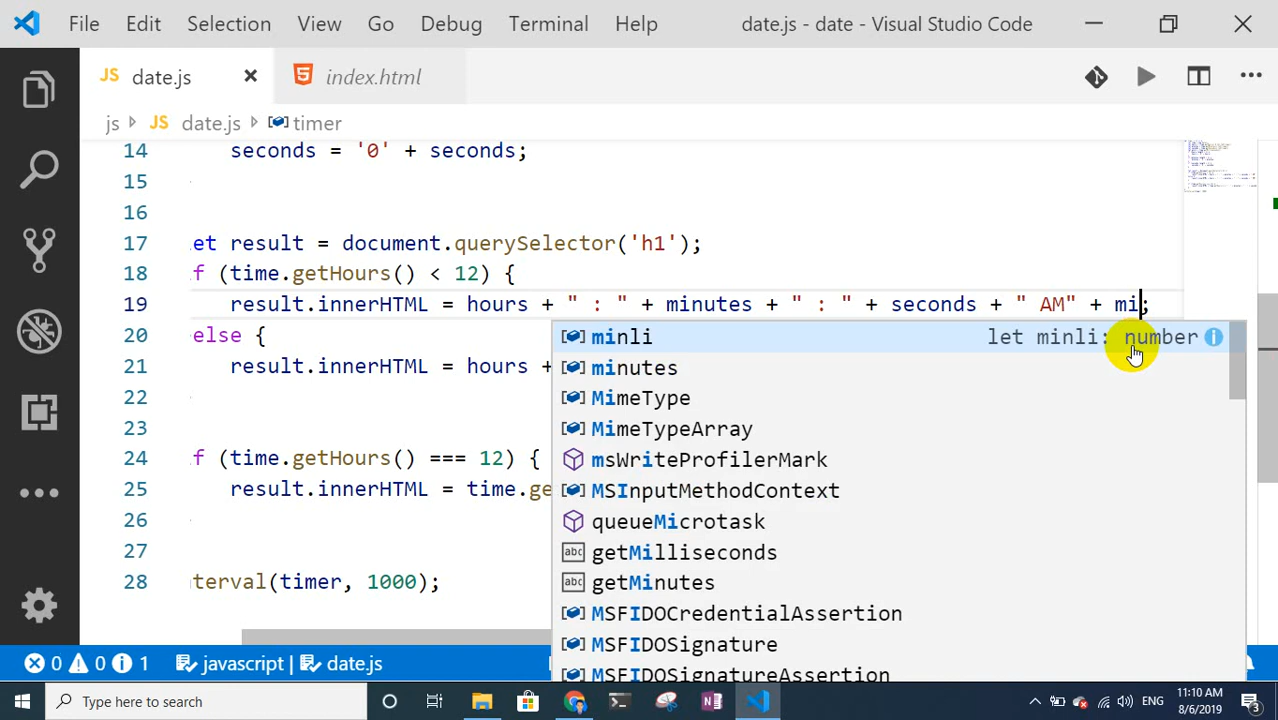 File Edit Selection View Go Debug Terminal Help date.js - date - Visual Studio Code
JS date.js index.html
js JS date.js timer
14 seconds = '0' + seconds;
15
16
17 et result = document.querySelector('h1');
18 f (time.getHours() < 12) {
19 result.innerHTML = hours + " : " + minutes + " : " + seconds + " AM" + mi;
20 else {
21 result.innerHTML = hours +
22
23
24 f (time.getHours() === 12) {
25 result.innerHTML = time.ge
26
27
28 terval(timer, 1000);
minli let minli: number
minutes
MimeType
MimeTypeArray
msWriteProfilerMark
MSInputMethodContext
queueMicrotask
abc getMilliseconds
abc getMinutes
MSFIDOCredentialAssertion
MSFIDOSignature
MSFIDOSignatureAssertion
0 0 1 javascript | date.js
Type here to search
ENG
11:10 AM
8/6/2019
3